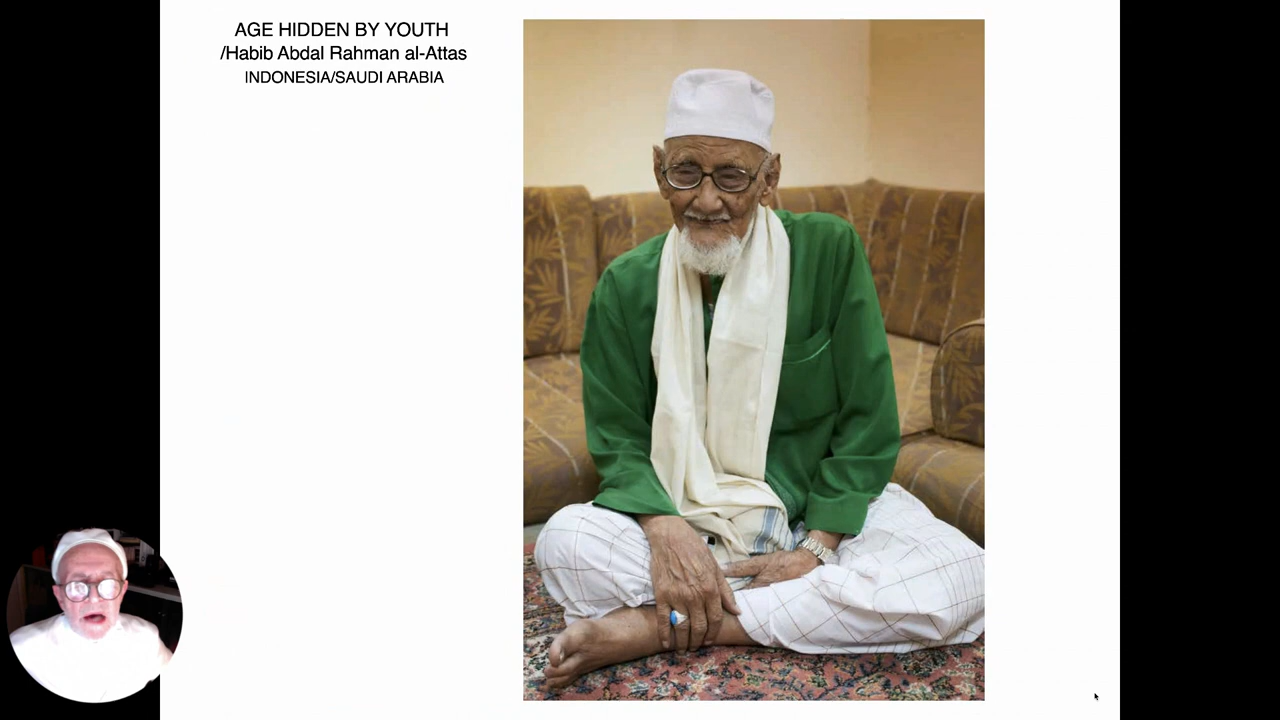 AGE HIDDEN BY YOUTH
/Habib Abdal Rahman al-Attas
INDONESIA/SAUDI ARABIA